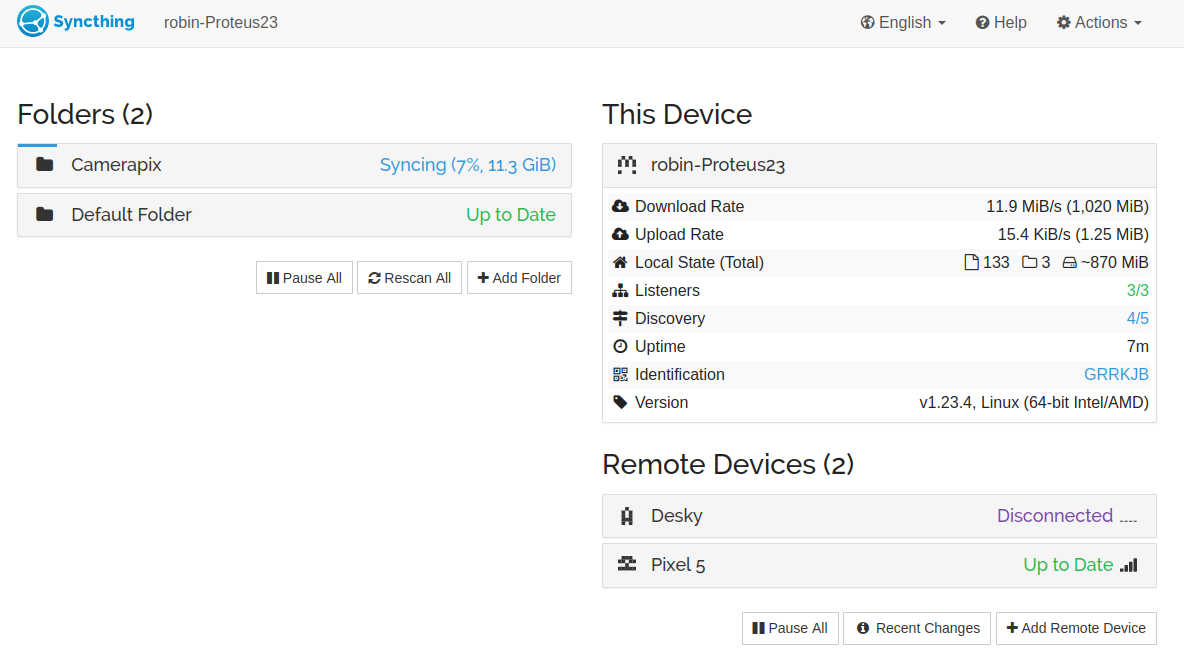 Syncthing robin-Proteus23 English Help Actions
Folders (2)
Camerapix Syncing (7%, 11.3 GiB)
Default Folder Up to Date
Pause All Rescan All Add Folder
This Device
robin-Proteus23
Download Rate 11.9 MiB/s (1,020 MiB)
Upload Rate 15.4 KiB/s (1.25 MiB)
Local State (Total) 133 3 ~870 MiB
Listeners 3/3
Discovery 4/5
Uptime 7m
Identification GRRKJB
Version v1.23.4, Linux (64-bit Intel/AMD)
Remote Devices (2)
Desky Disconnected
Pixel 5 Up to Date
Pause All Recent Changes Add Remote Device